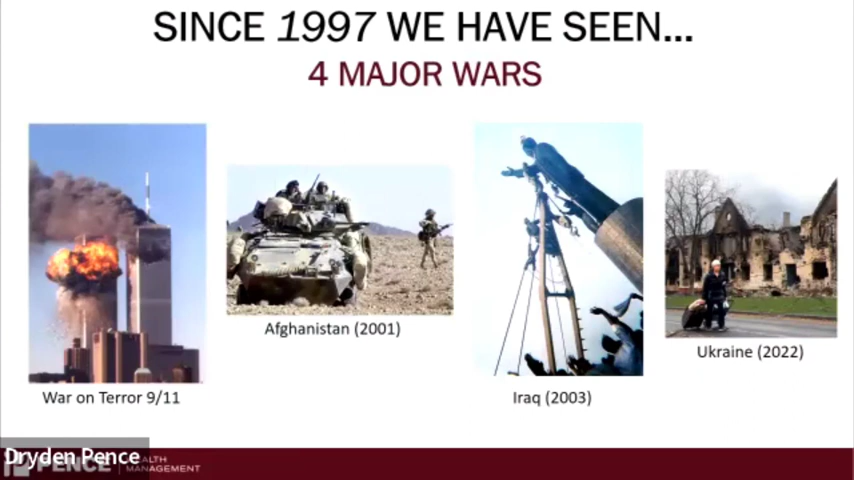 SINCE 1997 WE HAVE SEEN...
4 MAJOR WARS
Afghanistan (2001)
Ukraine (2022)
War on Terror 9/11
Iraq (2003)
Dryden Pence
PENCE
WEALTH
MANAGEMENT